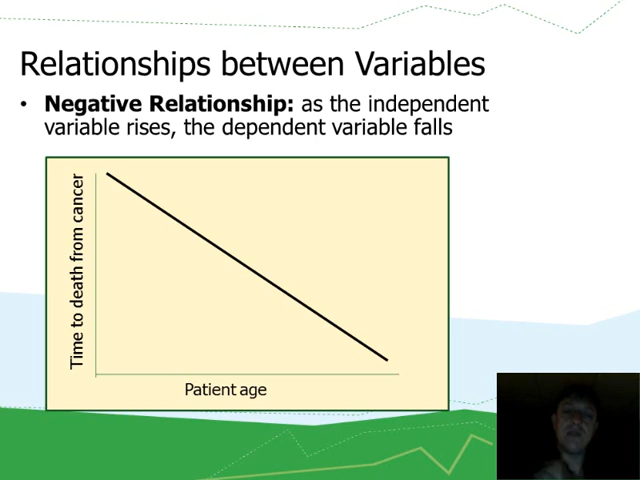 Relationships between Variables
• Negative Relationship: as the independent
variable rises, the dependent variable falls
Time to death from cancer
Patient age